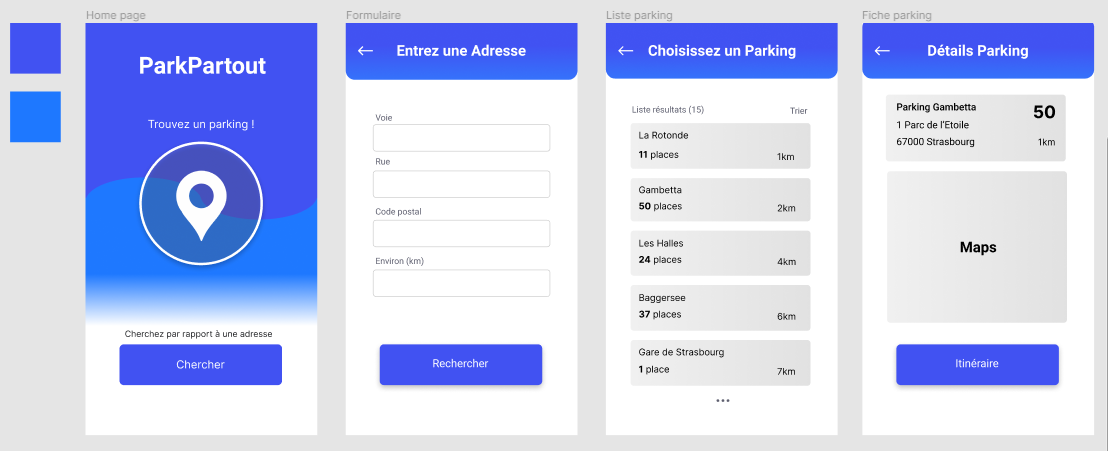 Home page
ParkPartout
Trouvez un parking !
Cherchez par rapport à une adresse
Chercher
Formulaire
Entrez une Adresse
Voie
Rue
Code postal
Environ (km)
Rechercher
Liste parking
Choisissez un Parking
Liste résultats (15)
Trier
La Rotonde
11 places
1km
Gambetta
50 places
2km
Les Halles
24 places
4km
Baggersee
37 places
6km
Gare de Strasbourg
1 place
7km
...
Fiche parking
Détails Parking
Parking Gambetta
50
1 Parc de l'Etoile
67000 Strasbourg
1km
Maps
Itinéraire